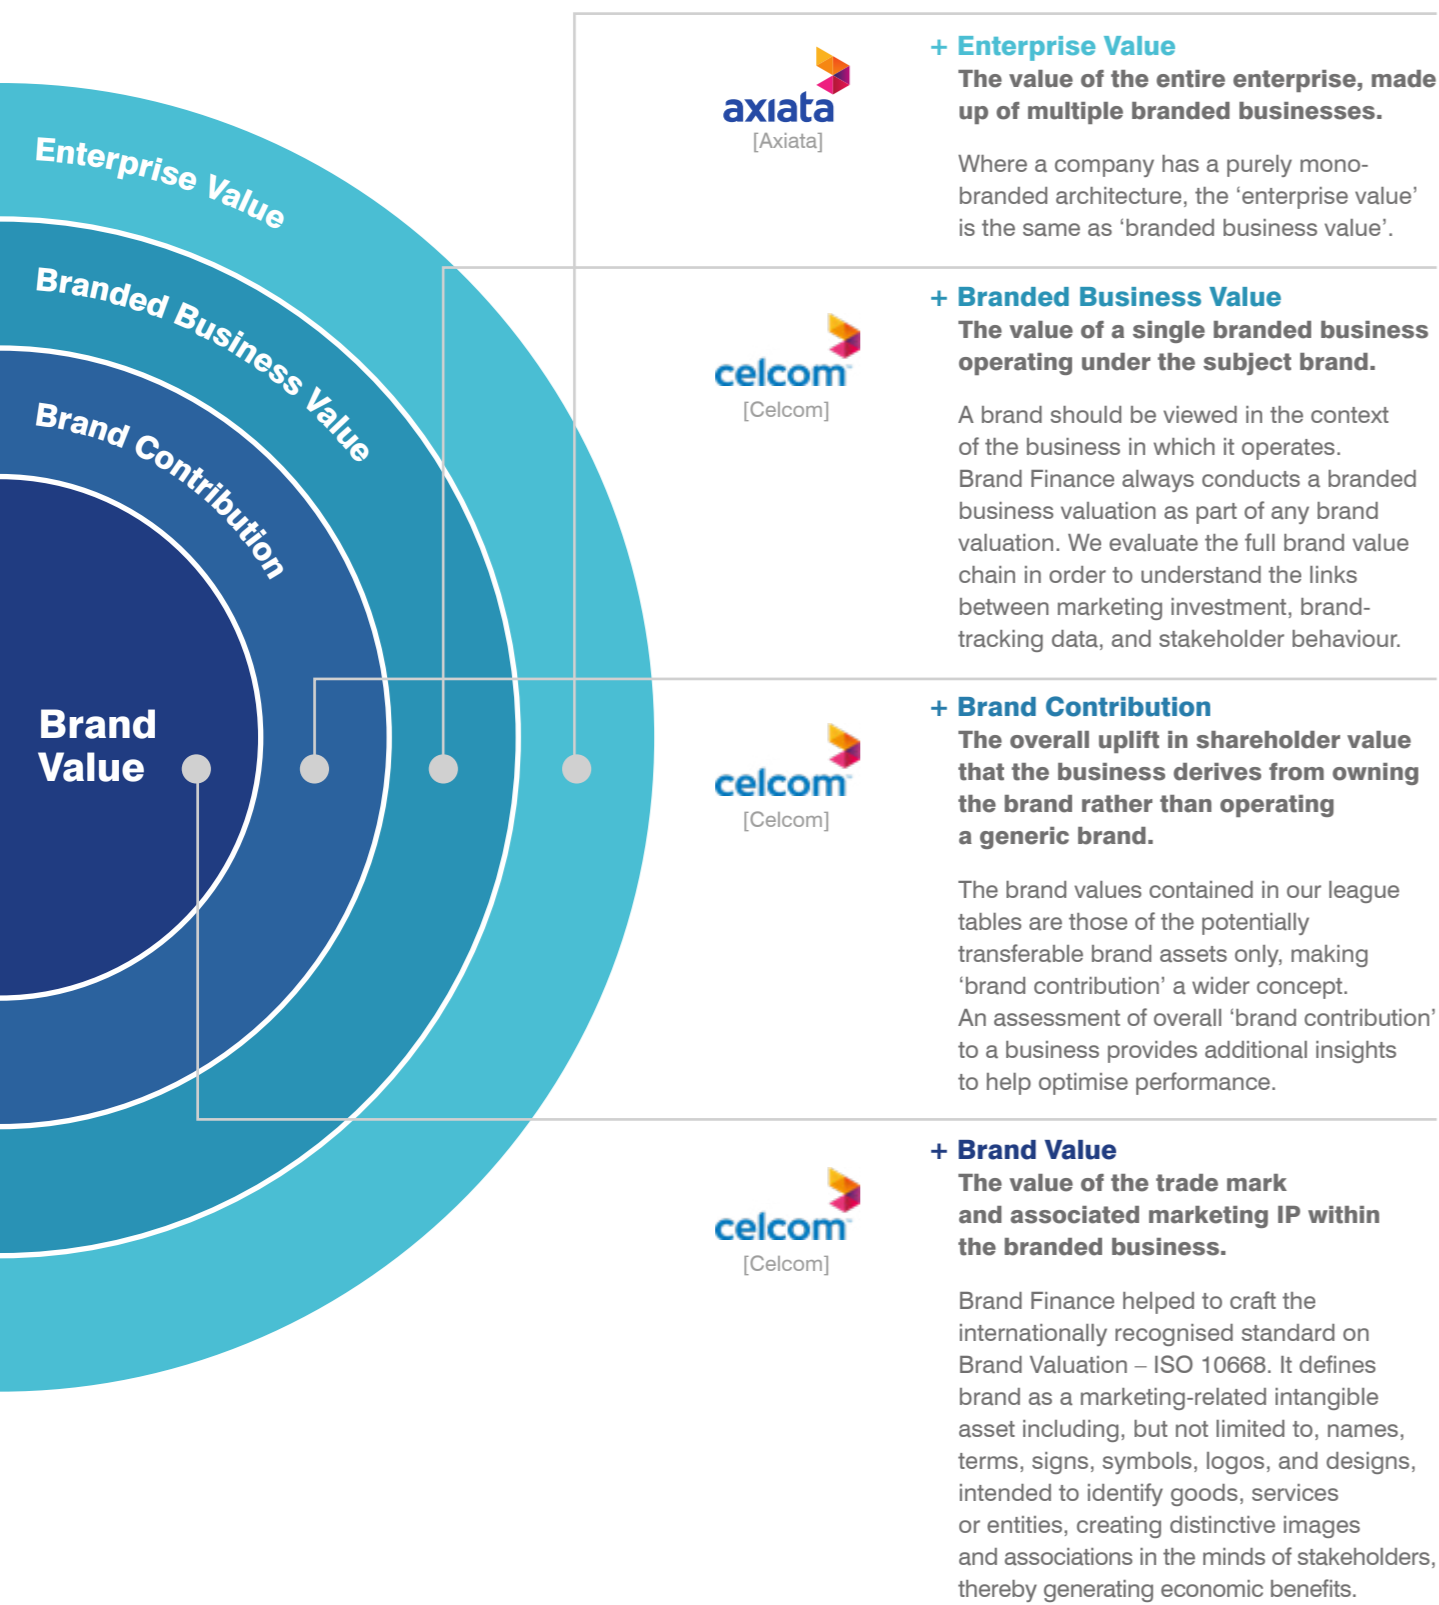 Enterprise Value
Branded Business Value
Brand Contribution
Brand
Value
axiata
[Axiata]
+ Enterprise Value
The value of the entire enterprise, made
up of multiple branded businesses.
Where a company has a purely mono-
branded architecture, the ‘enterprise value’
is the same as ‘branded business value’.
celcom
[Celcom]
+ Branded Business Value
The value of a single branded business
operating under the subject brand.
A brand should be viewed in the context
of the business in which it operates.
Brand Finance always conducts a branded
business valuation as part of any brand
valuation. We evaluate the full brand value
chain in order to understand the links
between marketing investment, brand-
tracking data, and stakeholder behaviour.
celcom
[Celcom]
+ Brand Contribution
The overall uplift in shareholder value
that the business derives from owning
the brand rather than operating
a generic brand.
The brand values contained in our league
tables are those of the potentially
transferable brand assets only, making
‘brand contribution’ a wider concept.
An assessment of overall ‘brand contribution’
to a business provides additional insights
to help optimise performance.
celcom
[Celcom]
+ Brand Value
The value of the trade mark
and associated marketing IP within
the branded business.
Brand Finance helped to craft the
internationally recognised standard on
Brand Valuation – ISO 10668. It defines
brand as a marketing-related intangible
asset including, but not limited to, names,
terms, signs, symbols, logos, and designs,
intended to identify goods, services
or entities, creating distinctive images
and associations in the minds of stakeholders,
thereby generating economic benefits.